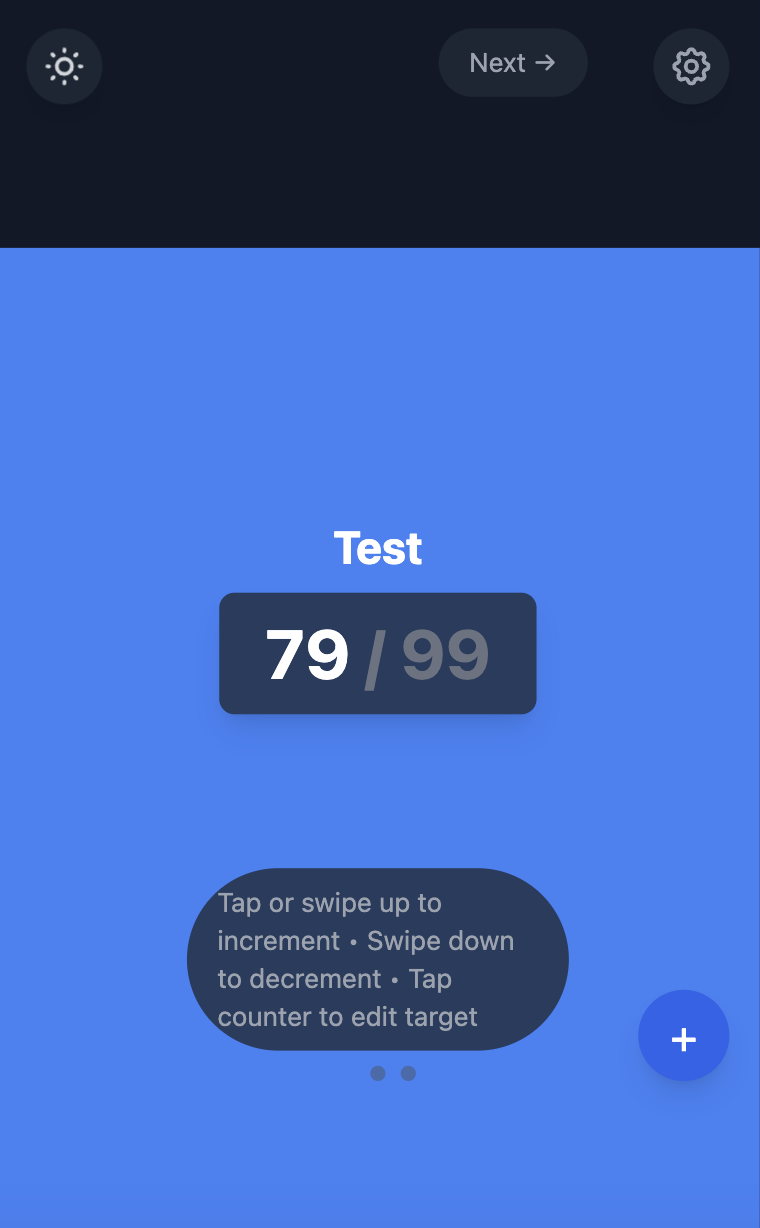 Next →
Test
79 / 99
Tap or swipe up to
increment • Swipe down
to decrement • Tap
counter to edit target
+